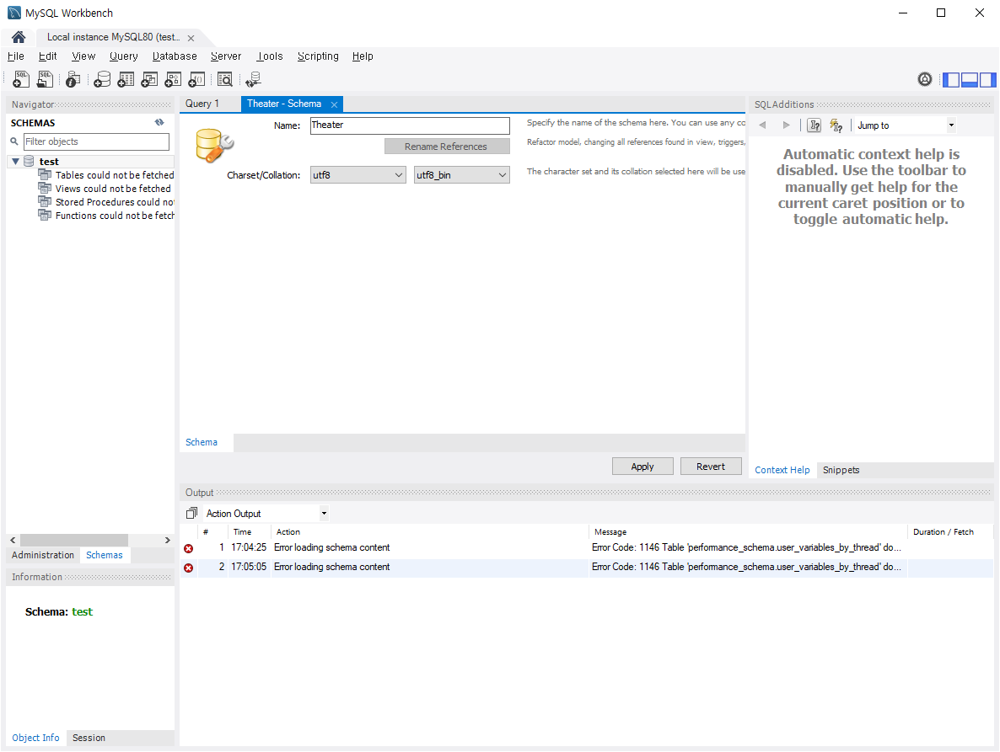 MySQL Workbench
Local instance MySQL80 (test...
File Edit View Query Database Server Tools Scripting Help
Navigator
SCHEMAS
Filter objects
test
Tables could not be fetched
Views could not be fetched
Stored Procedures could not
Functions could not be fetch
Administration Schemas
Information
Schema: test
Object Info Session
Query 1 Theater - Schema
Name: Theater
Specify the name of the schema here. You can use any co
Rename References
Refactor model, changing all references found in view, triggers,
Charset/Collation: utf8 utf8_bin
The character set and its collation selected here will be use
Schema
Apply Revert
SQLAdditions
Jump to
Automatic context help is
disabled. Use the toolbar to
manually get help for the
current caret position or to
toggle automatic help.
Context Help Snippets
Output
Action Output
# Time Action Message Duration / Fetch
1 17:04:25 Error loading schema content Error Code: 1146 Table 'performance_schema.user_variables_by_thread' do...
2 17:05:05 Error loading schema content Error Code: 1146 Table 'performance_schema.user_variables_by_thread' do...